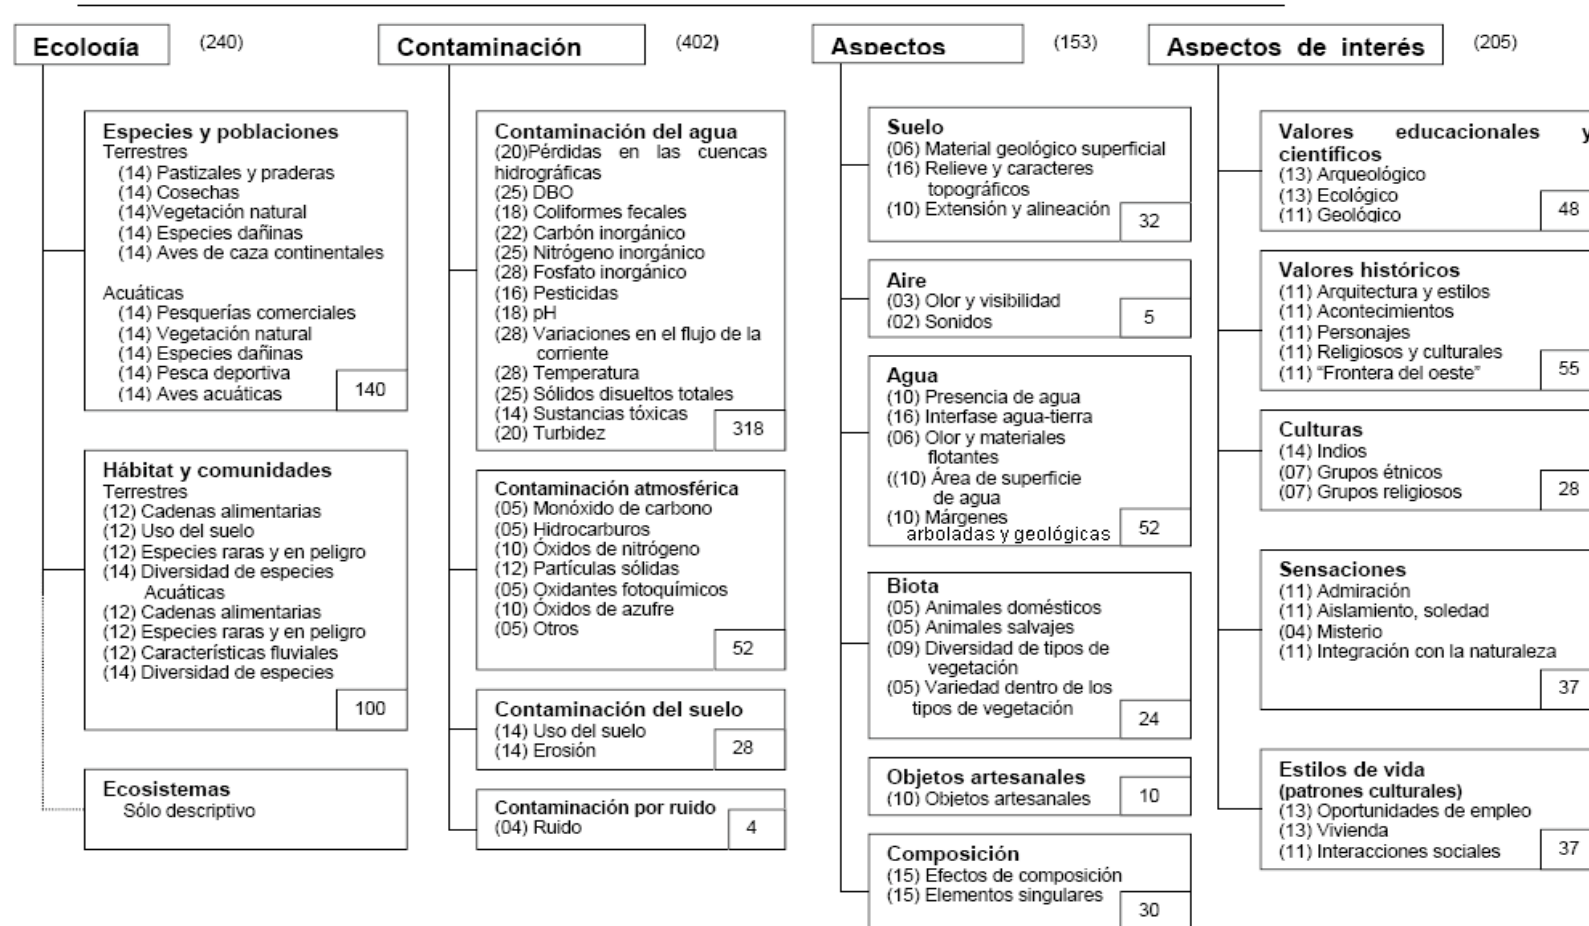 Ecología
(240)
Especies y poblaciones
Terrestres
(14) Pastizales y praderas
(14) Cosechas
(14)Vegetación natural
(14) Especies dañinas
(14) Aves de caza continentales
Acuáticas
(14) Pesquerías comerciales
(14) Vegetación natural
(14) Especies dañinas
(14) Pesca deportiva
(14) Aves acuáticas
140
Hábitat y comunidades
Terrestres
(12) Cadenas alimentarias
(12) Uso del suelo
(12) Especies raras y en peligro
(14) Diversidad de especies
Acuáticas
(12) Cadenas alimentarias
(12) Especies raras y en peligro
(12) Características fluviales
(14) Diversidad de especies
100
Ecosistemas
Sólo descriptivo
Contaminación
(402)
Contaminación del agua
(20)Pérdidas en las cuencas
hidrográficas
(25) DBO
(18) Coliformes fecales
(22) Carbón inorgánico
(25) Nitrógeno inorgánico
(28) Fosfato inorgánico
(16) Pesticidas
(18) pH
(28) Variaciones en el flujo de la
corriente
(28) Temperatura
(25) Sólidos disueltos totales
(14) Sustancias tóxicas
(20) Turbidez
318
Contaminación atmosférica
(05) Monóxido de carbono
(05) Hidrocarburos
(10) Óxidos de nitrógeno
(12) Partículas sólidas
(05) Oxidantes fotoquímicos
(10) Óxidos de azufre
(05) Otros
52
Contaminación del suelo
(14) Uso del suelo
(14) Erosión
28
Contaminación por ruido
(04) Ruido
4
Aspectos
(153)
Suelo
(06) Material geológico superficial
(16) Relieve y caracteres
topográficos
(10) Extensión y alineación
32
Aire
(03) Olor y visibilidad
(02) Sonidos
5
Agua
(10) Presencia de agua
(16) Interfase agua-tierra
(06) Olor y materiales
flotantes
((10) Área de superficie
de agua
(10) Márgenes
arboladas y geológicas
52
Biota
(05) Animales domésticos
(05) Animales salvajes
(09) Diversidad de tipos de
vegetación
(05) Variedad dentro de los
tipos de vegetación
24
Objetos artesanales
(10) Objetos artesanales
10
Composición
(15) Efectos de composición
(15) Elementos singulares
30
Aspectos de interés
(205)
Valores educacionales y
científicos
(13) Arqueológico
(13) Ecológico
(11) Geológico
48
Valores históricos
(11) Arquitectura y estilos
(11) Acontecimientos
(11) Personajes
(11) Religiosos y culturales
(11) “Frontera del oeste”
55
Culturas
(14) Indios
(07) Grupos étnicos
(07) Grupos religiosos
28
Sensaciones
(11) Admiración
(11) Aislamiento, soledad
(04) Misterio
(11) Integración con la naturaleza
37
Estilos de vida
(patrones culturales)
(13) Oportunidades de empleo
(13) Vivienda
(11) Interacciones sociales
37